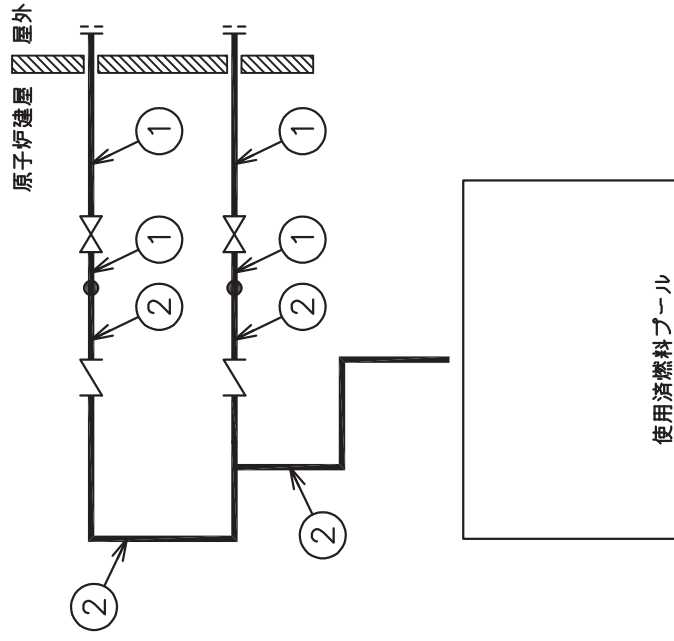 原子炉建屋 屋外
① ①
① ①
② ②
②
②
使用済燃料プール